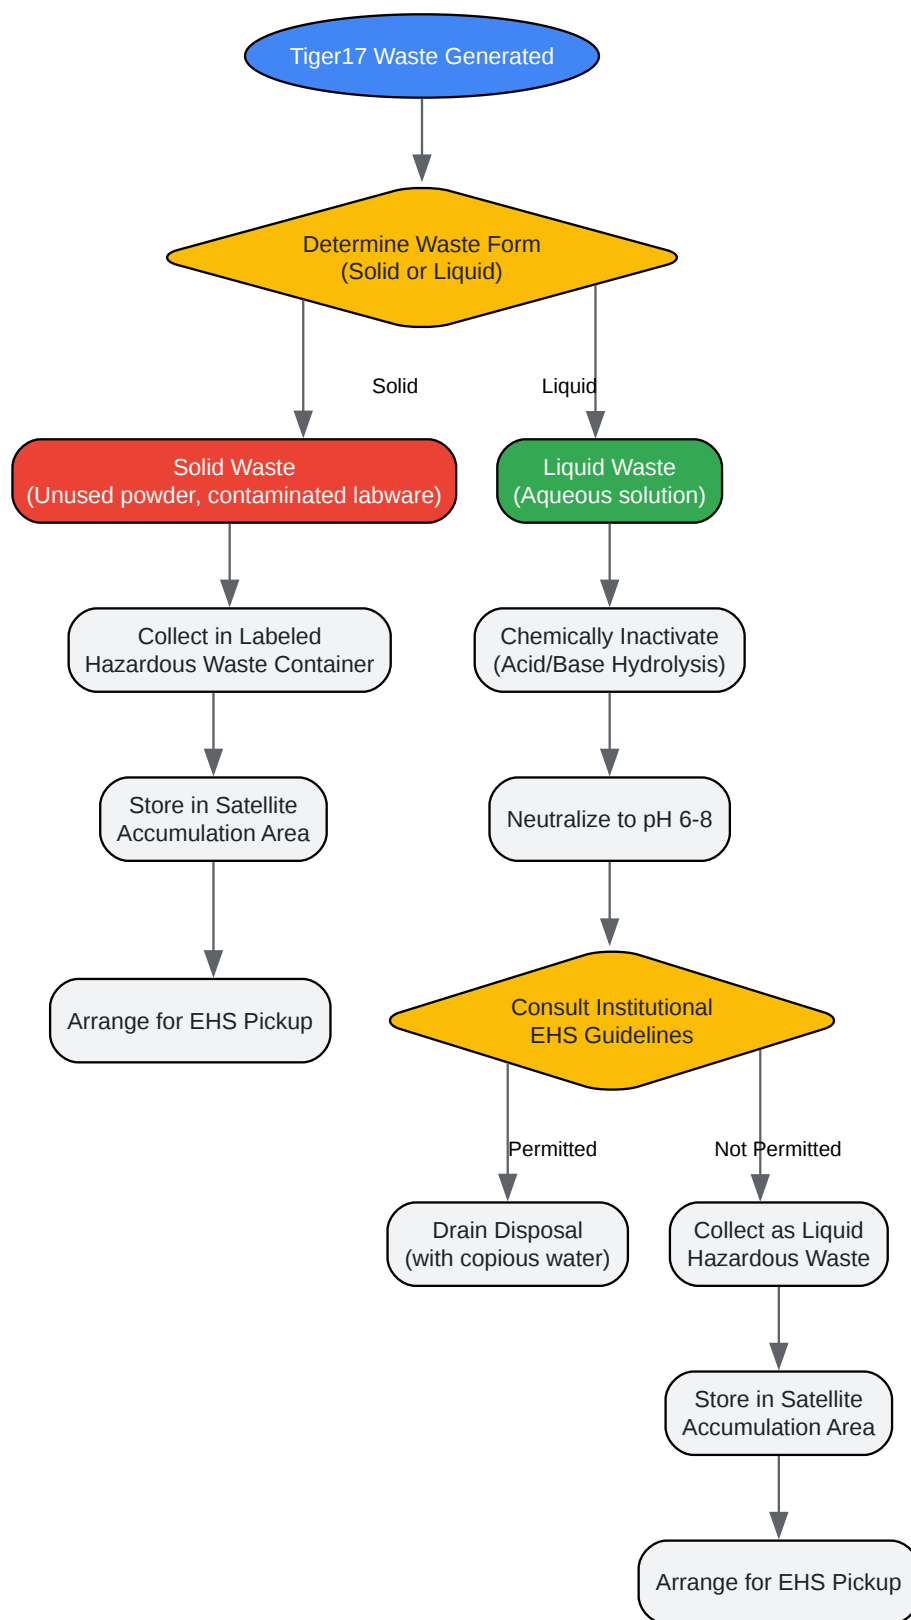 Tiger17 Waste Generated
Determine Waste Form
(Solid or Liquid)
Solid
Liquid
Solid Waste
(Unused powder, contaminated labware)
Liquid Waste
(Aqueous solution)
Collect in Labeled
Hazardous Waste Container
Chemically Inactivate
(Acid/Base Hydrolysis)
Store in Satellite
Accumulation Area
Neutralize to pH 6-8
Arrange for EHS Pickup
Consult Institutional
EHS Guidelines
Permitted
Not Permitted
Drain Disposal
(with copious water)
Collect as Liquid
Hazardous Waste
Store in Satellite
Accumulation Area
Arrange for EHS Pickup